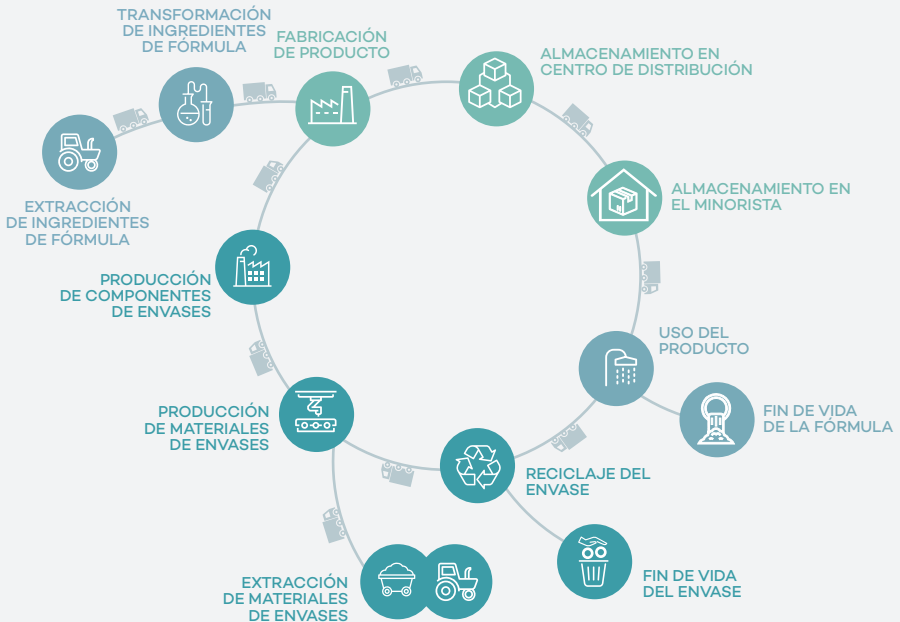 TRANSFORMACIÓN
DE INGREDIENTES
DE FÓRMULA
FABRICACIÓN
DE PRODUCTO
ALMACENAMIENTO EN
CENTRO DE DISTRIBUCIÓN
EXTRACCIÓN
DE INGREDIENTES
DE FÓRMULA
ALMACENAMIENTO EN
EL MINORISTA
PRODUCCIÓN
DE COMPONENTES
DE ENVASES
USO DEL
PRODUCTO
PRODUCCIÓN
DE MATERIALES
DE ENVASES
FIN DE VIDA
DE LA FÓRMULA
RECICLAJE DEL
ENVASE
EXTRACCIÓN
DE MATERIALES
DE ENVASES
FIN DE VIDA
DEL ENVASE